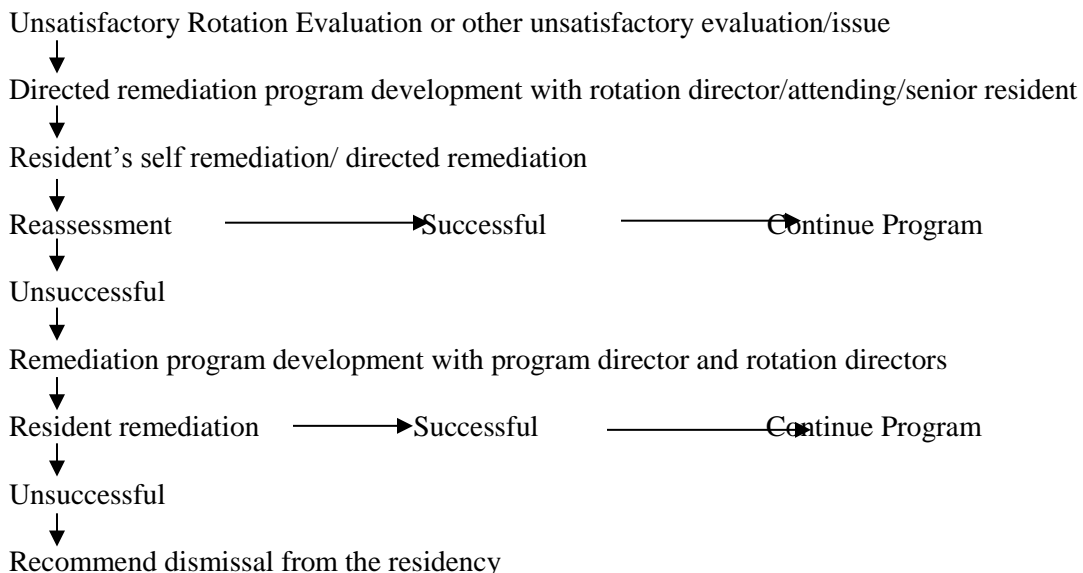 Unsatisfactory Rotation Evaluation or other unsatisfactory evaluation/issue
Directed remediation program development with rotation director/attending/senior resident
Resident’s self remediation/ directed remediation
Reassessment Successful Continue Program
Unsuccessful
Remediation program development with program director and rotation directors
Resident remediation Successful Continue Program
Unsuccessful
Recommend dismissal from the residency